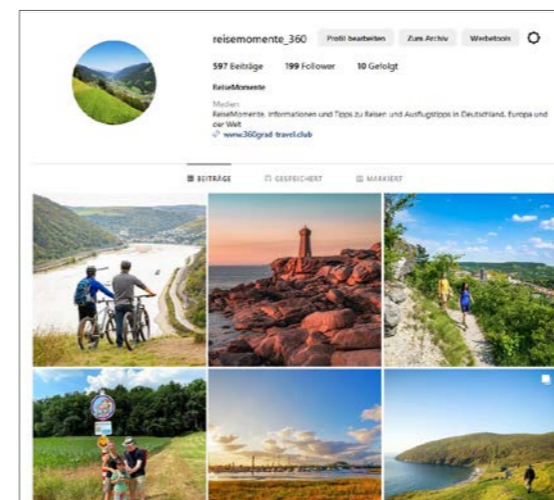 reisemomente_360 Profil bearbeiten Zum Archiv Werbetools
597 Beiträge 199 Follower 10 Gefolgt
ReiseMomente
Medien
ReiseMomente. Informationen und Tipps zu Reisen und Ausflugstipps in Deutschland, Europa und
der Welt
www.360grad-travel.club
BEITRÄGE GESPEICHERT MARKIERT